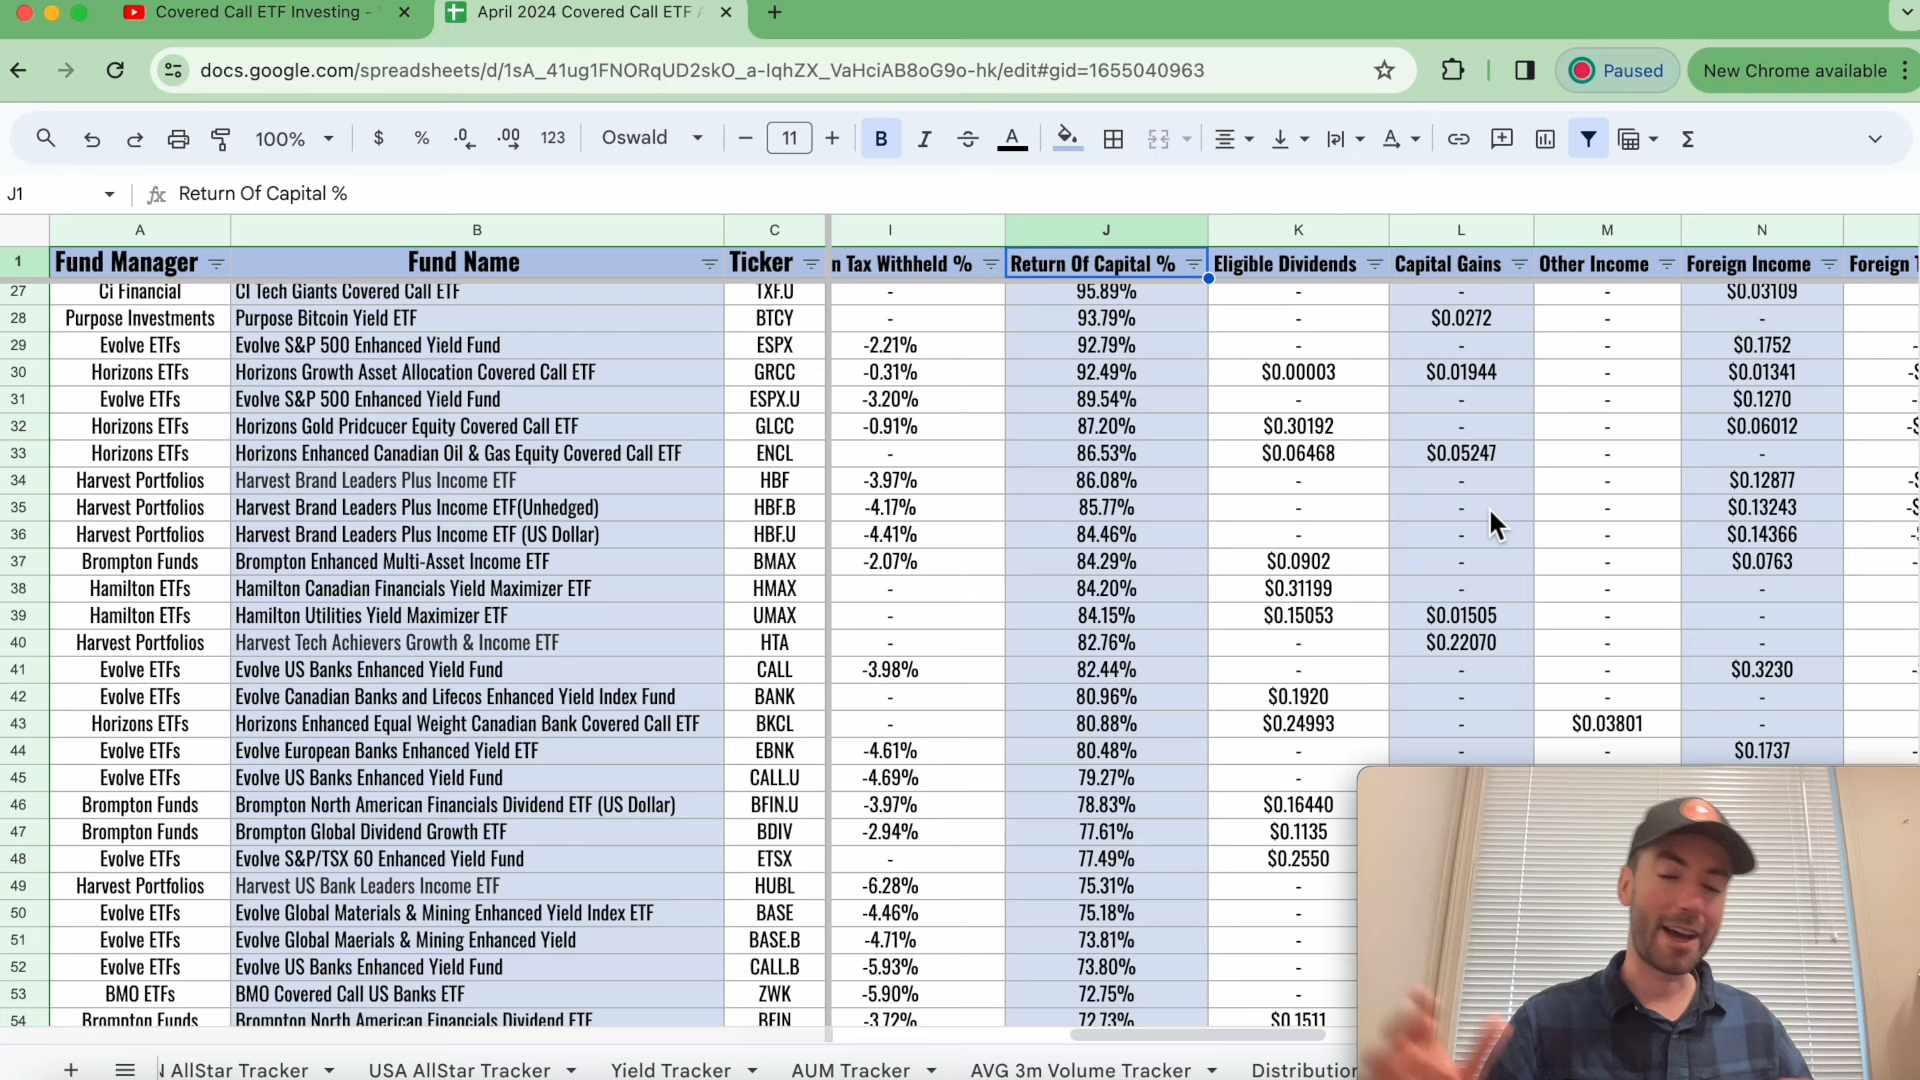 Covered Call ETF Investing -
April 2024 Covered Call ETF
docs.google.com/spreadsheets/d/1sA_41ug1FNORqUD2skO_a-IqhZX_VaHciAB8oG9o-hk/edit#gid=1655040963
Paused
New Chrome available
100% $ % .0 .00 123 Oswald 11 B I A
J1 fx Return Of Capital %
A B C I J K L M N
1 Fund Manager Fund Name Ticker n Tax Withheld % Return Of Capital % Eligible Dividends Capital Gains Other Income Foreign Income Foreign
27 Ci Financial CI Tech Giants Covered Call ETF TXF.U - 95.89% - - - $0.03109
28 Purpose Investments Purpose Bitcoin Yield ETF BTCY - 93.79% - $0.0272 - -
29 Evolve ETFs Evolve S&P 500 Enhanced Yield Fund ESPX -2.21% 92.79% - - - $0.1752 -
30 Horizons ETFs Horizons Growth Asset Allocation Covered Call ETF GRCC -0.31% 92.49% $0.00003 $0.01944 - $0.01341 -$
31 Evolve ETFs Evolve S&P 500 Enhanced Yield Fund ESPX.U -3.20% 89.54% - - - $0.1270 -
32 Horizons ETFs Horizons Gold Pridcucer Equity Covered Call ETF GLCC -0.91% 87.20% $0.30192 - - $0.06012 -$
33 Horizons ETFs Horizons Enhanced Canadian Oil & Gas Equity Covered Call ETF ENCL - 86.53% $0.06468 $0.05247 - -
34 Harvest Portfolios Harvest Brand Leaders Plus Income ETF HBF -3.97% 86.08% - - - $0.12877 -$
35 Harvest Portfolios Harvest Brand Leaders Plus Income ETF(Unhedged) HBF.B -4.17% 85.77% - - - $0.13243 -$
36 Harvest Portfolios Harvest Brand Leaders Plus Income ETF (US Dollar) HBF.U -4.41% 84.46% - - - $0.14366 -$
37 Brompton Funds Brompton Enhanced Multi-Asset Income ETF BMAX -2.07% 84.29% $0.0902 - - $0.0763 -
38 Hamilton ETFs Hamilton Canadian Financials Yield Maximizer ETF HMAX - 84.20% $0.31199 - - -
39 Hamilton ETFs Hamilton Utilities Yield Maximizer ETF UMAX - 84.15% $0.15053 $0.01505 - -
40 Harvest Portfolios Harvest Tech Achievers Growth & Income ETF HTA - 82.76% - $0.22070 - -
41 Evolve ETFs Evolve US Banks Enhanced Yield Fund CALL -3.98% 82.44% - - - $0.3230 -
42 Evolve ETFs Evolve Canadian Banks and Lifecos Enhanced Yield Index Fund BANK - 80.96% $0.1920 - - -
43 Horizons ETFs Horizons Enhanced Equal Weight Canadian Bank Covered Call ETF BKCL - 80.88% $0.24993 - $0.03801 -
44 Evolve ETFs Evolve European Banks Enhanced Yield ETF EBNK -4.61% 80.48% - - - $0.1737 -
45 Evolve ETFs Evolve US Banks Enhanced Yield Fund CALL.U -4.69% 79.27% -
46 Brompton Funds Brompton North American Financials Dividend ETF (US Dollar) BFIN.U -3.97% 78.83% $0.16440
47 Brompton Funds Brompton Global Dividend Growth ETF BDIV -2.94% 77.61% $0.1135
48 Evolve ETFs Evolve S&P/TSX 60 Enhanced Yield Fund ETSX - 77.49% $0.2550
49 Harvest Portfolios Harvest US Bank Leaders Income ETF HUBL -6.28% 75.31% -
50 Evolve ETFs Evolve Global Materials & Mining Enhanced Yield Index ETF BASE -4.46% 75.18% -
51 Evolve ETFs Evolve Global Maerials & Mining Enhanced Yield BASE.B -4.71% 73.81% -
52 Evolve ETFs Evolve US Banks Enhanced Yield Fund CALL.B -5.93% 73.80% -
53 BMO ETFs BMO Covered Call US Banks ETF ZWK -5.90% 72.75% -
54 Brompton Funds Brompton North American Financials Dividend ETF BFIN -3.72% 72.73% $0.1511
AllStar Tracker USA AllStar Tracker Yield Tracker AUM Tracker AVG 3m Volume Tracker Distribution